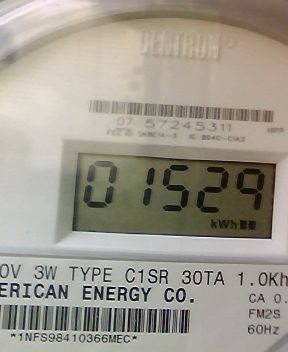 CENTRON®
07 57245311 HPP
01529
kWh
0V 3W TYPE C1SR 30TA 1.0Kh
ERICAN ENERGY CO.
CA 0.
FM2S
*1NFS98410366MEC*
60Hz